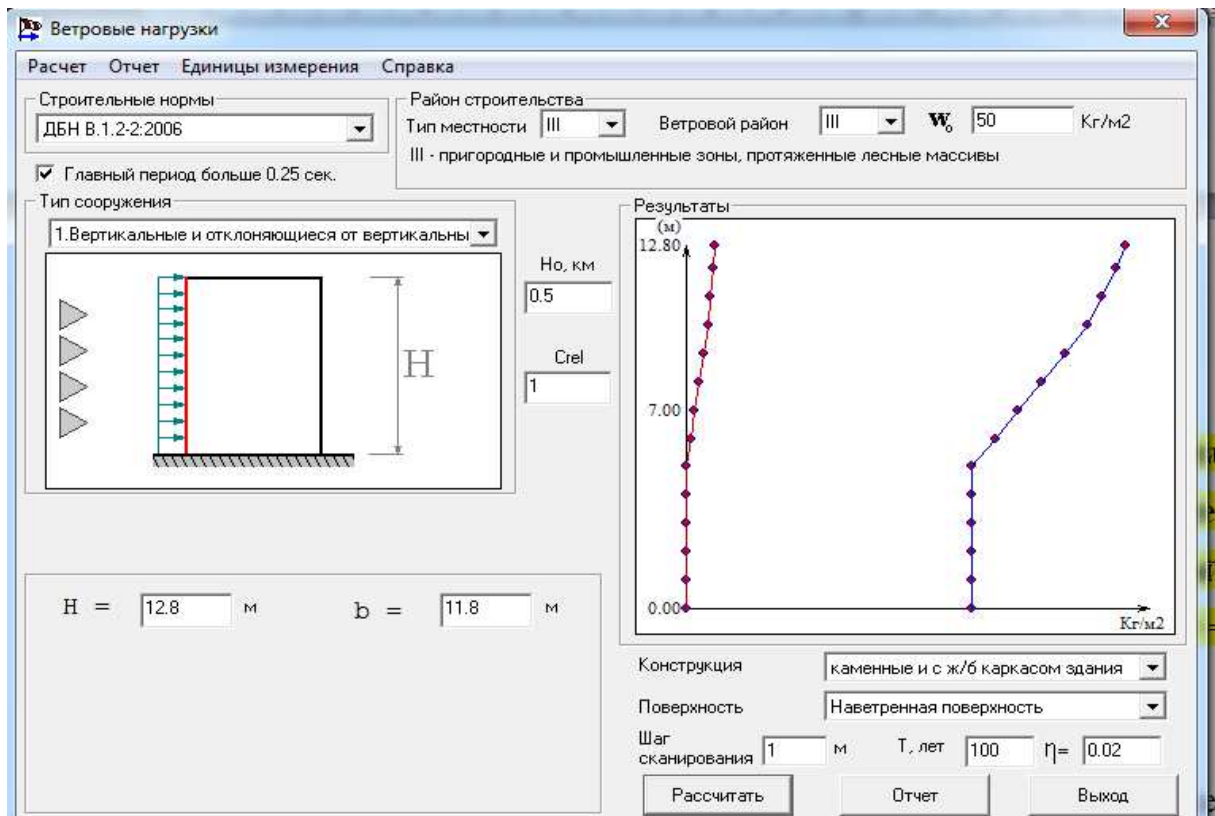 Ветровые нагрузки
Расчет Отчет Единицы измерения Справка
Строительные нормы
ДБН В.1.2-2:2006
Главный период больше 0.25 сек.
Район строительства
Тип местности III Ветровой район III W₀ 50 Кг/м2
III - пригородные и промышленные зоны, протяженные лесные массивы
Тип сооружения
1.Вертикальные и отклоняющиеся от вертикальны
H
Но, км
0.5
Crel
1
Результаты
(м)
12.80
7.00
0.00
Кг/м2
H = 12.8 м b = 11.8 м
Конструкция каменные и с ж/б каркасом здания
Поверхность Наветренная поверхность
Шаг
сканирования 1 м Т, лет 100 η= 0.02
Рассчитать Отчет Выход